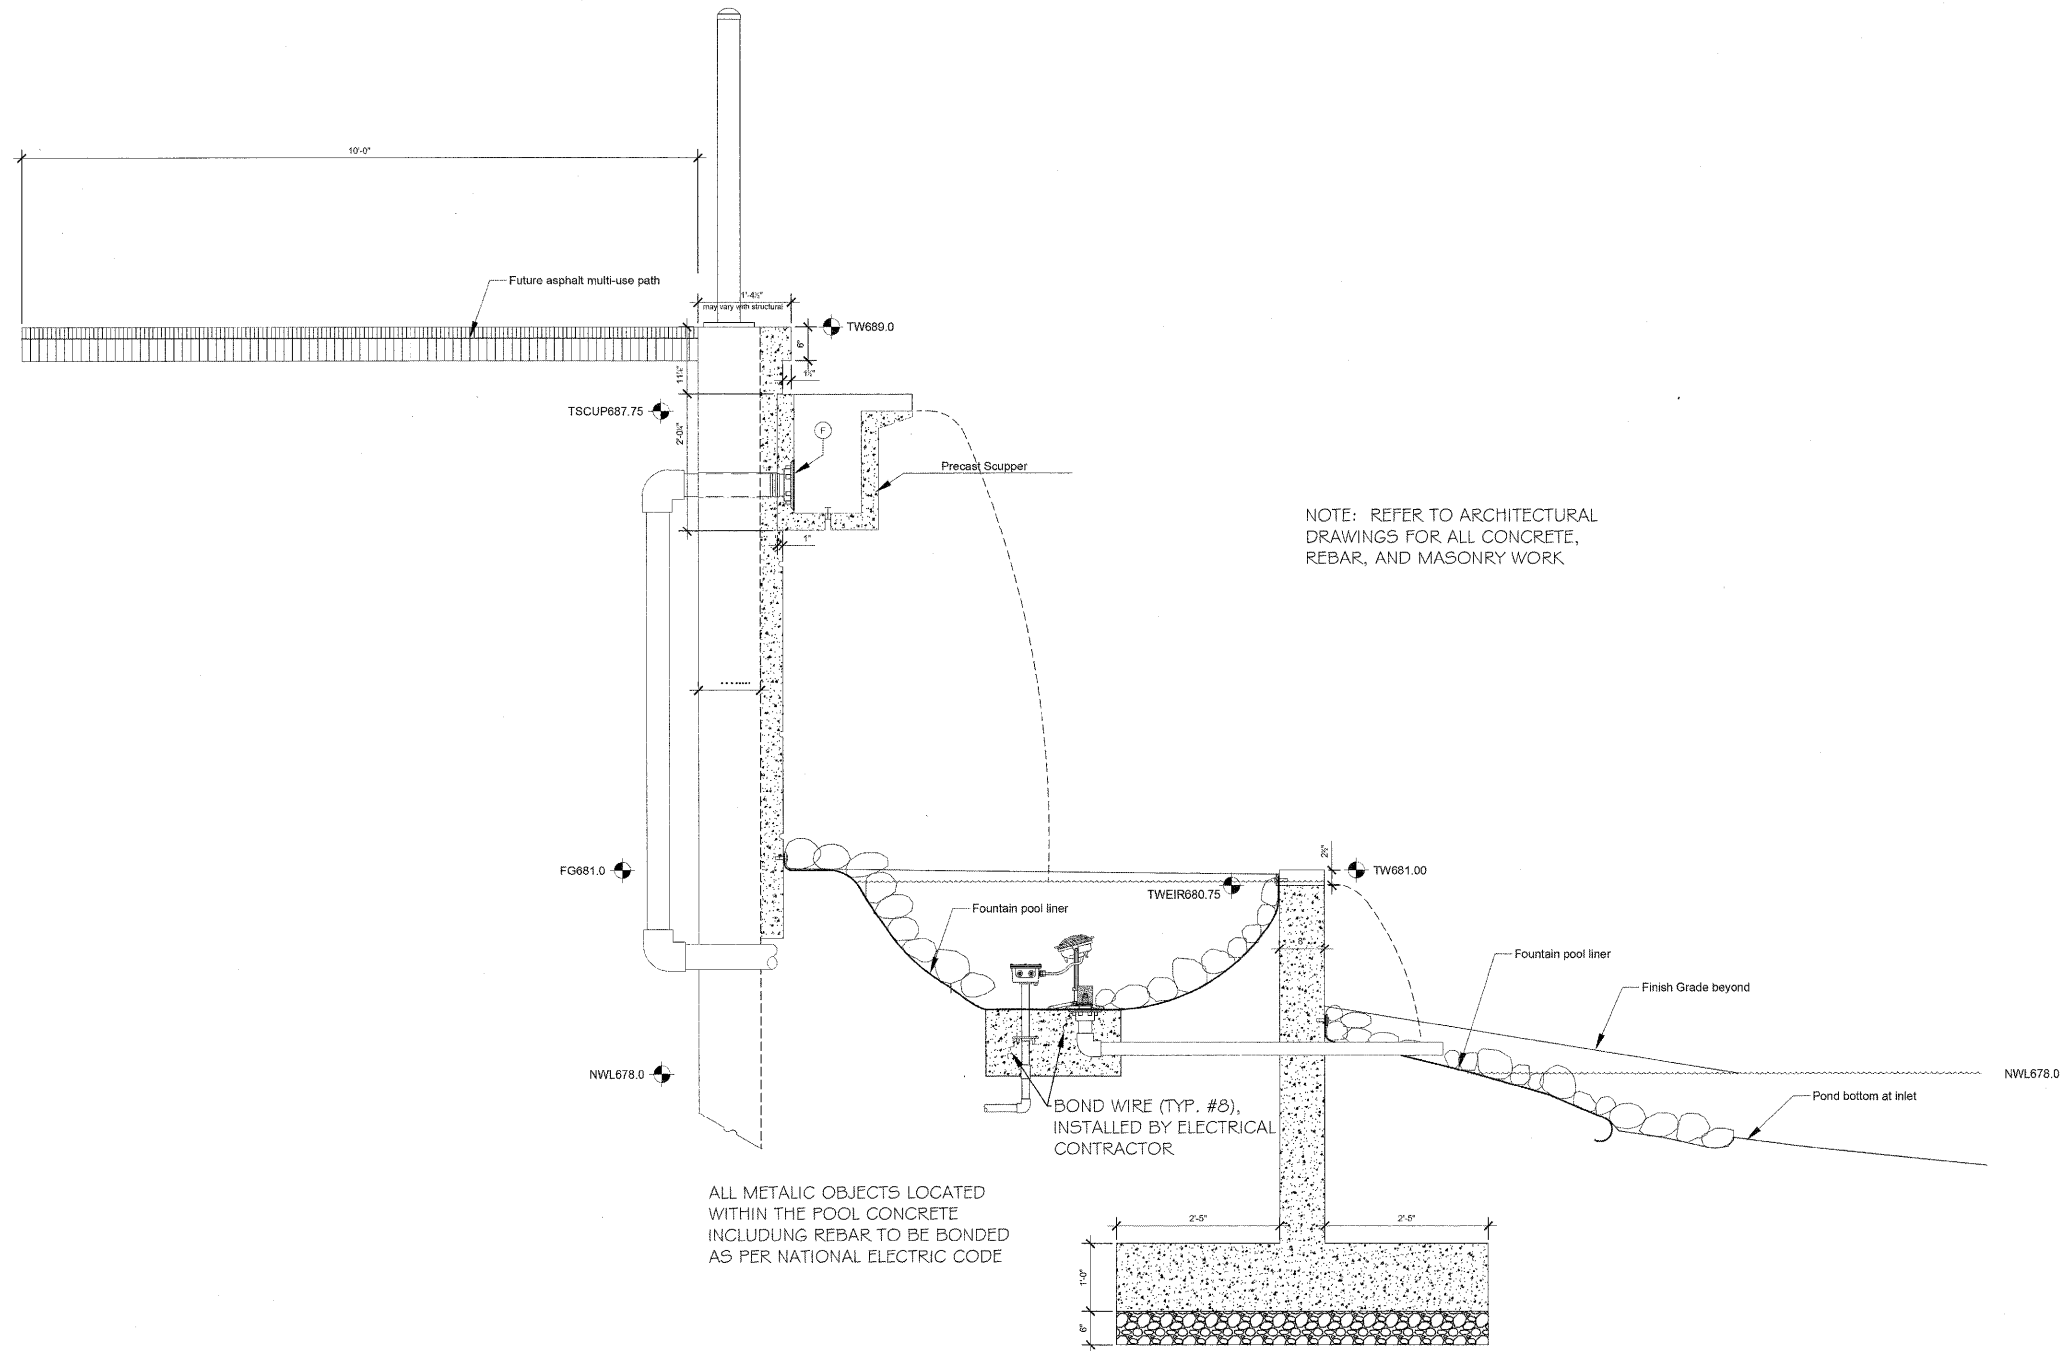 10'-0"
Future asphalt multi-use path
1'-4½"
may vary with structural
TW689.0
6"
11⅞"
1½"
TSCUP687.75
2'-0¼"
F
Precast Scupper
1"
NOTE: REFER TO ARCHITECTURAL
DRAWINGS FOR ALL CONCRETE,
REBAR, AND MASONRY WORK
FG681.0
2½"
TW681.00
TWEIR680.75
Fountain pool liner
8"
Fountain pool liner
Finish Grade beyond
NWL678.0
NWL678.0
Pond bottom at inlet
BOND WIRE (TYP. #8),
INSTALLED BY ELECTRICAL
CONTRACTOR
ALL METALIC OBJECTS LOCATED
WITHIN THE POOL CONCRETE
INCLUDUNG REBAR TO BE BONDED
AS PER NATIONAL ELECTRIC CODE
2'-5"
2'-5"
1'-0"
6"